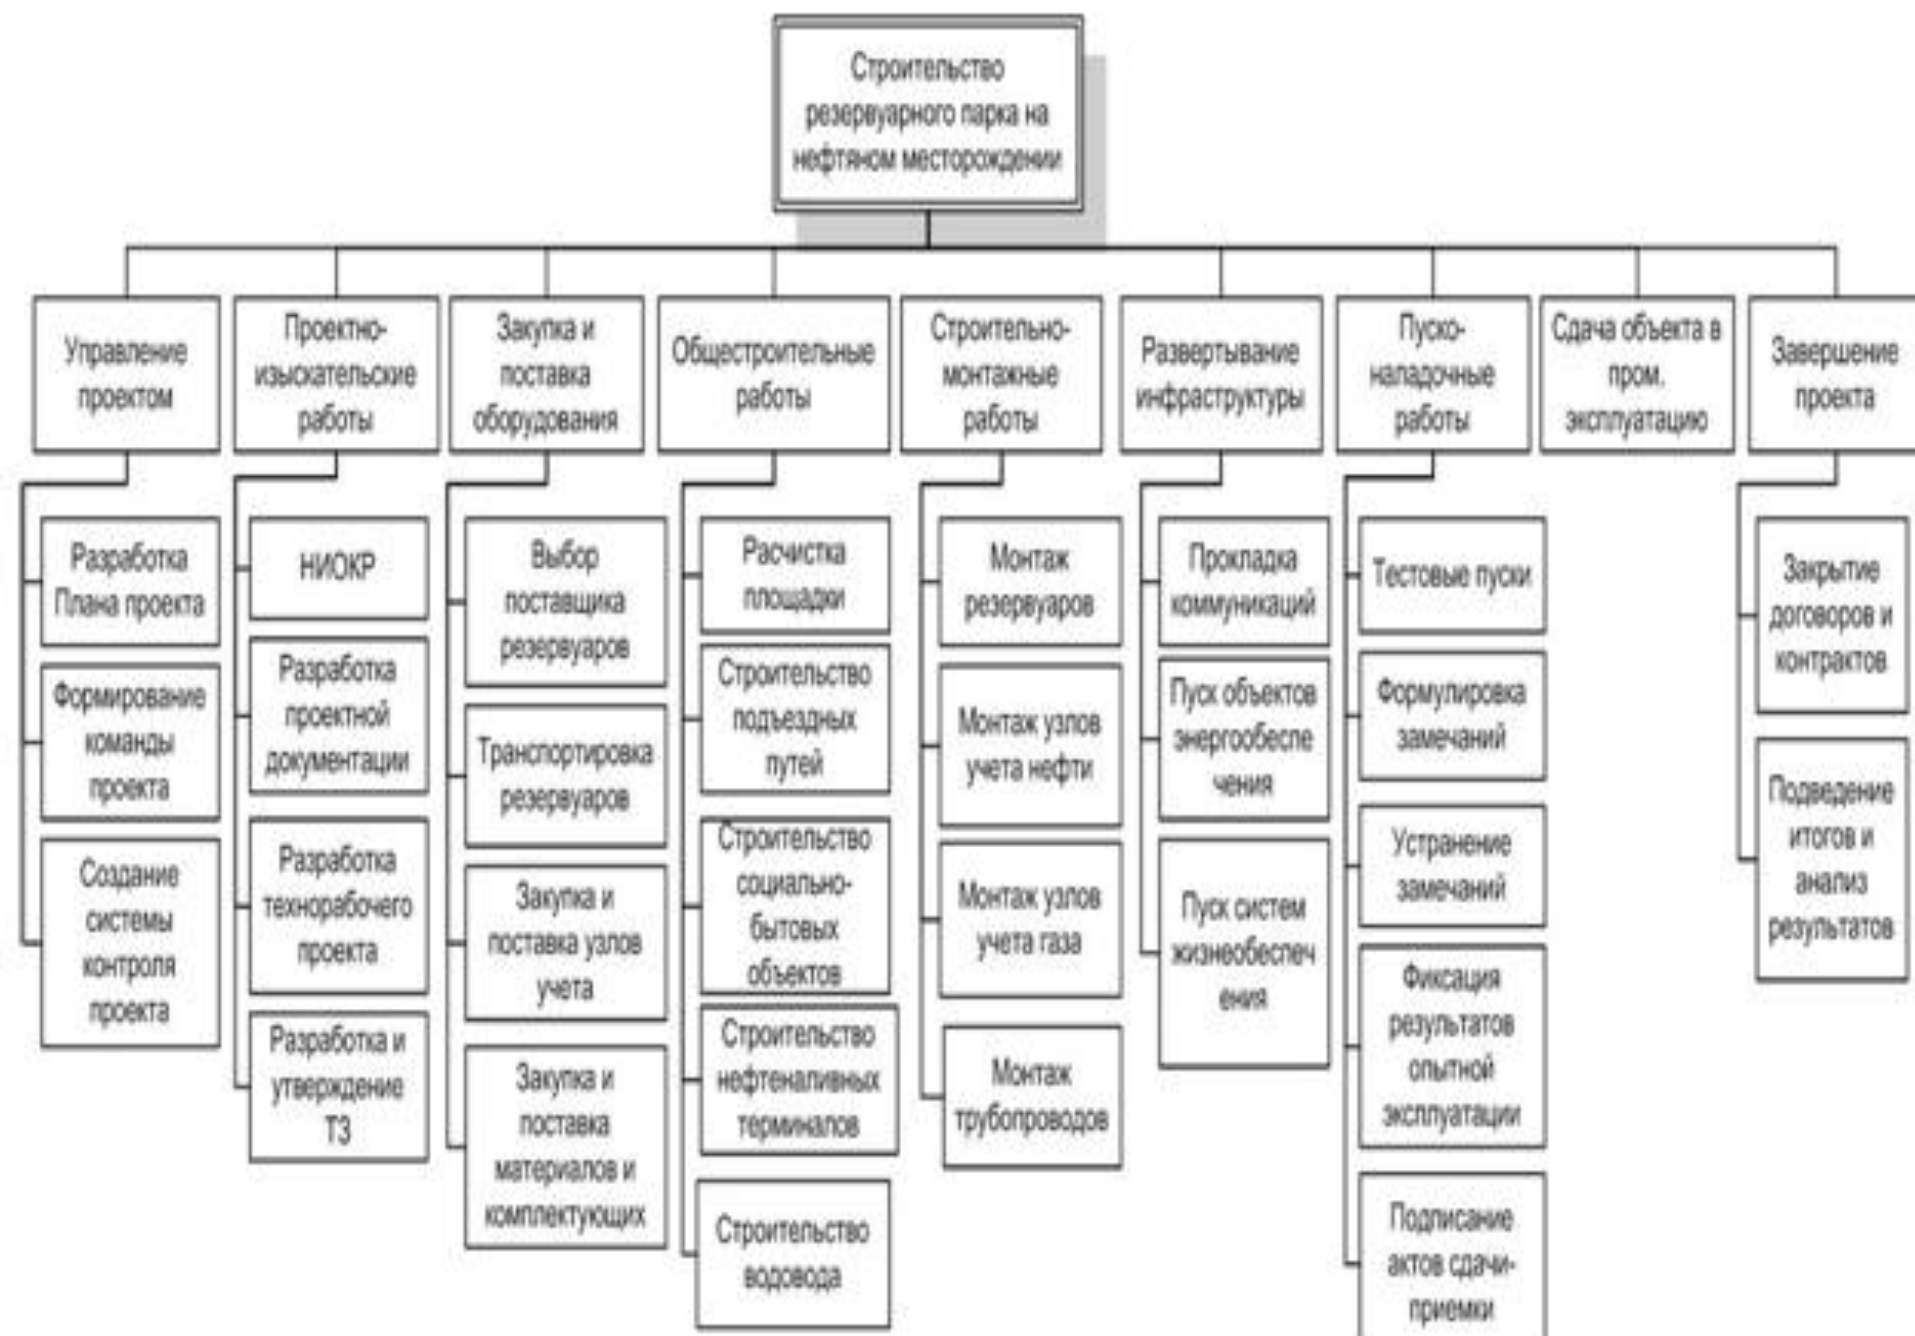 Строительство
резервуарного парка на
нефтяном месторождении
Управление
проектом
Проектно-
изыскательские
работы
Закупка и
поставка
оборудования
Общестроительные
работы
Строительно-
монтажные
работы
Развертывание
инфраструктуры
Пуско-
наладочные
работы
Сдача объекта в
пром.
эксплуатацию
Завершение
проекта
Разработка
Плана проекта
Формирование
команды
проекта
Создание
системы
контроля
проекта
НИОКР
Разработка
проектной
документации
Разработка
технорабочего
проекта
Разработка и
утверждение
ТЗ
Выбор
поставщика
резервуаров
Транспортировка
резервуаров
Закупка и
поставка узлов
учета
Закупка и
поставка
материалов и
комплектующих
Расчистка
площадки
Строительство
подъездных
путей
Строительство
социально-
бытовых
объектов
Строительство
нефтеналивных
терминалов
Строительство
водовода
Монтаж
резервуаров
Монтаж узлов
учета нефти
Монтаж узлов
учета газа
Монтаж
трубопроводов
Прокладка
коммуникаций
Пуск объектов
энергообеспе
чения
Пуск систем
жизнеобеспеч
ения
Тестовые пуски
Формулировка
замечаний
Устранение
замечаний
Фиксация
результатов
опытной
эксплуатации
Подписание
актов сдачи-
приемки
Закрытие
договоров и
контрактов
Подведение
итогов и
анализ
результатов